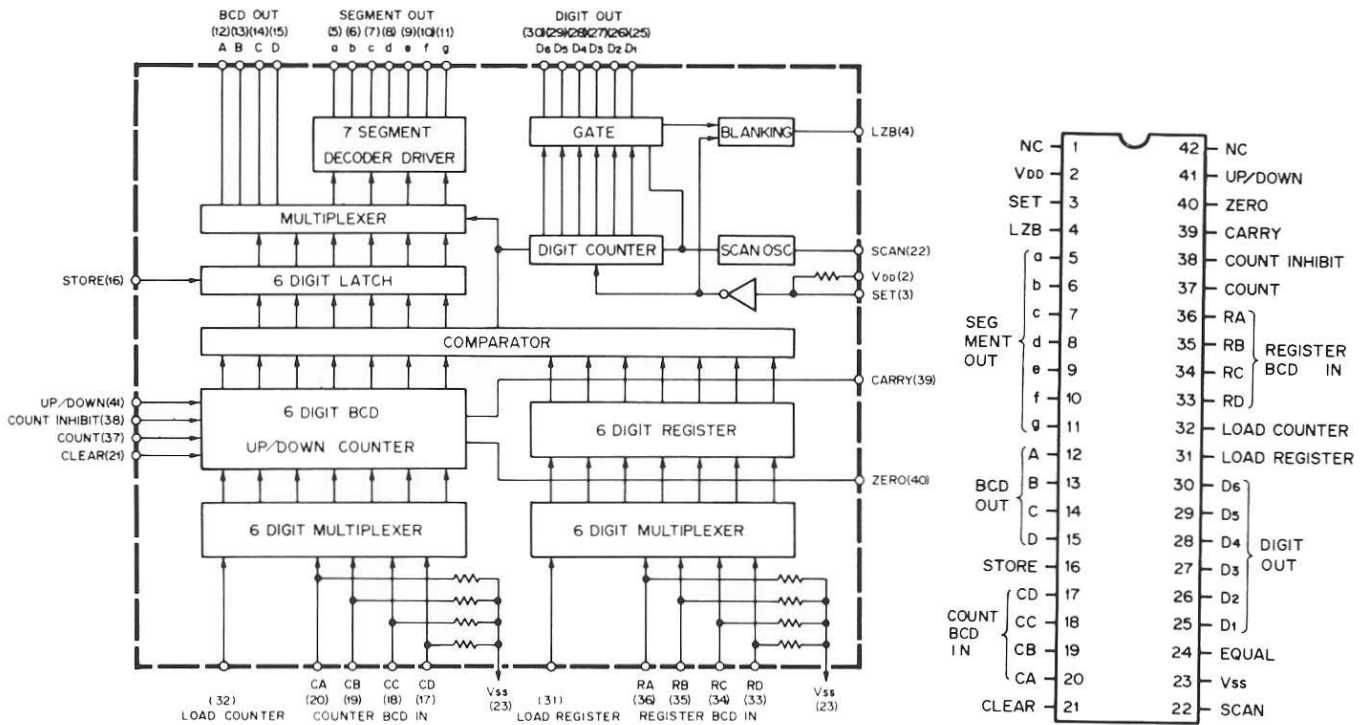 BCD OUT
(12)(13)(14)(15)
A B C D
SEGMENT OUT
(5) (6) (7) (8) (9) (10) (11)
a b c d e f g
DIGIT OUT
(30)(29)(28)(27)(26)(25)
D6 D5 D4 D3 D2 D1
7 SEGMENT
DECODER DRIVER
GATE
BLANKING
LZB(4)
MULTIPLEXER
DIGIT COUNTER
SCAN OSC
SCAN(22)
VDD(2)
SET(3)
STORE(16)
6 DIGIT LATCH
COMPARATOR
CARRY(39)
UP/DOWN(41)
COUNT INHIBIT(38)
COUNT(37)
CLEAR(21)
6 DIGIT BCD
UP/DOWN COUNTER
6 DIGIT REGISTER
ZERO(40)
6 DIGIT MULTIPLEXER
6 DIGIT MULTIPLEXER
(32)
LOAD COUNTER
CA CB CC CD
(20) (19) (18) (17)
COUNTER BCD IN
Vss
(23)
(31)
LOAD REGISTER
RA RB RC RD
(36) (35) (34) (33)
REGISTER BCD IN
Vss
(23)
NC 1 42 NC
VDD 2 41 UP/DOWN
SET 3 40 ZERO
LZB 4 39 CARRY
a 5 38 COUNT INHIBIT
b 6 37 COUNT
c 7 36 RA
d 8 35 RB
e 9 34 RC
f 10 33 RD
g 11 32 LOAD COUNTER
A 12 31 LOAD REGISTER
B 13 30 D6
C 14 29 D5
D 15 28 D4
STORE 16 27 D3
CD 17 26 D2
CC 18 25 D1
CB 19 24 EQUAL
CA 20 23 Vss
CLEAR 21 22 SCAN
SEG
MENT
OUT
BCD
OUT
COUNT
BCD
IN
REGISTER
BCD IN
DIGIT
OUT